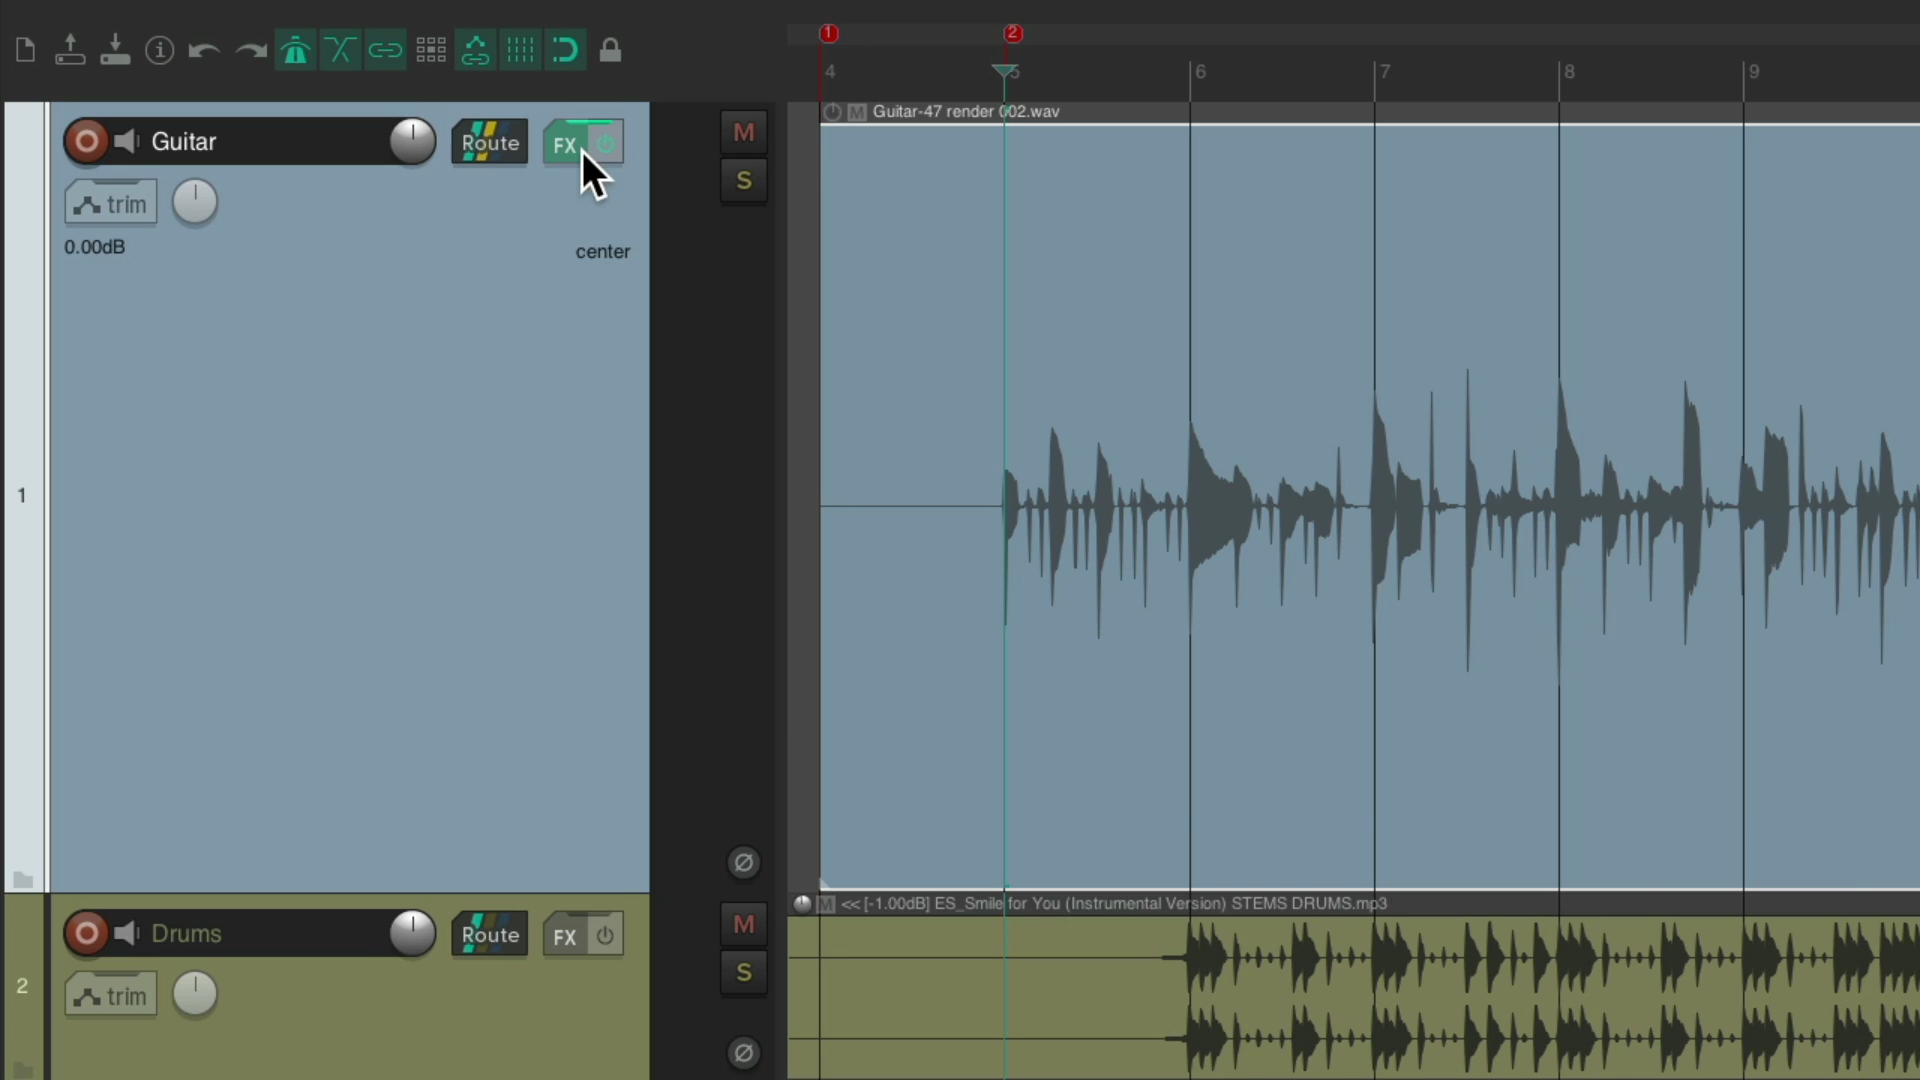 1 2
4 5 6 7 8 9
M Guitar-47 render 002.wav
Guitar Route FX M
S
trim
0.00dB center
1
M << [-1.00dB] ES_Smile for You (Instrumental Version) STEMS DRUMS.mp3
Drums Route FX M
S
2
trim